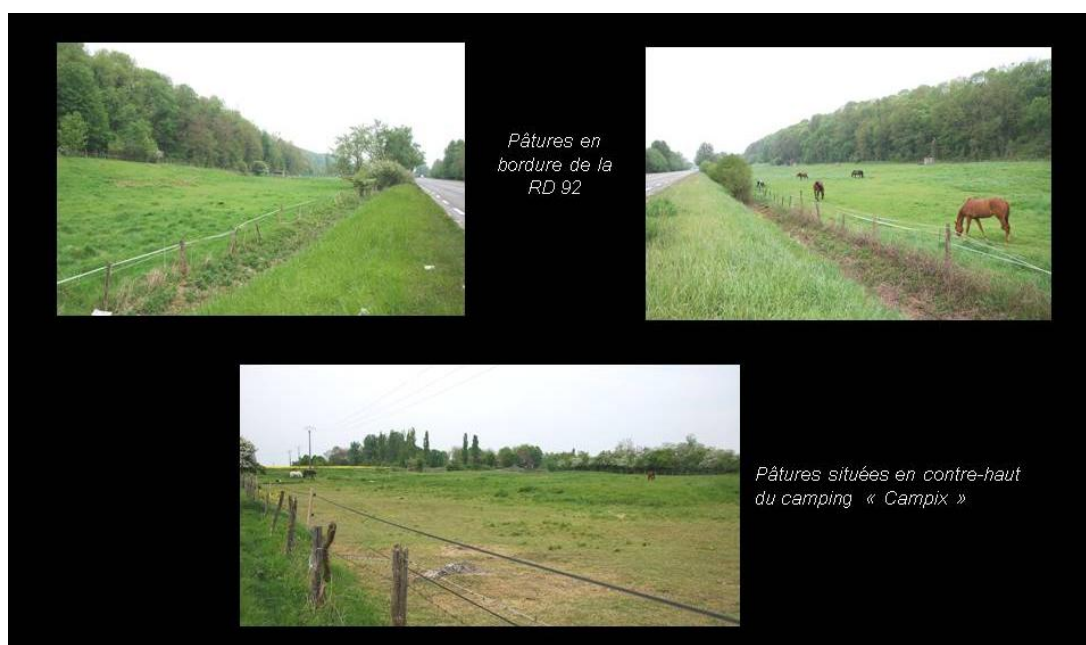 Pâtures en
bordure de la
RD 92
Pâtures situées en contre-haut
du camping « Campix »